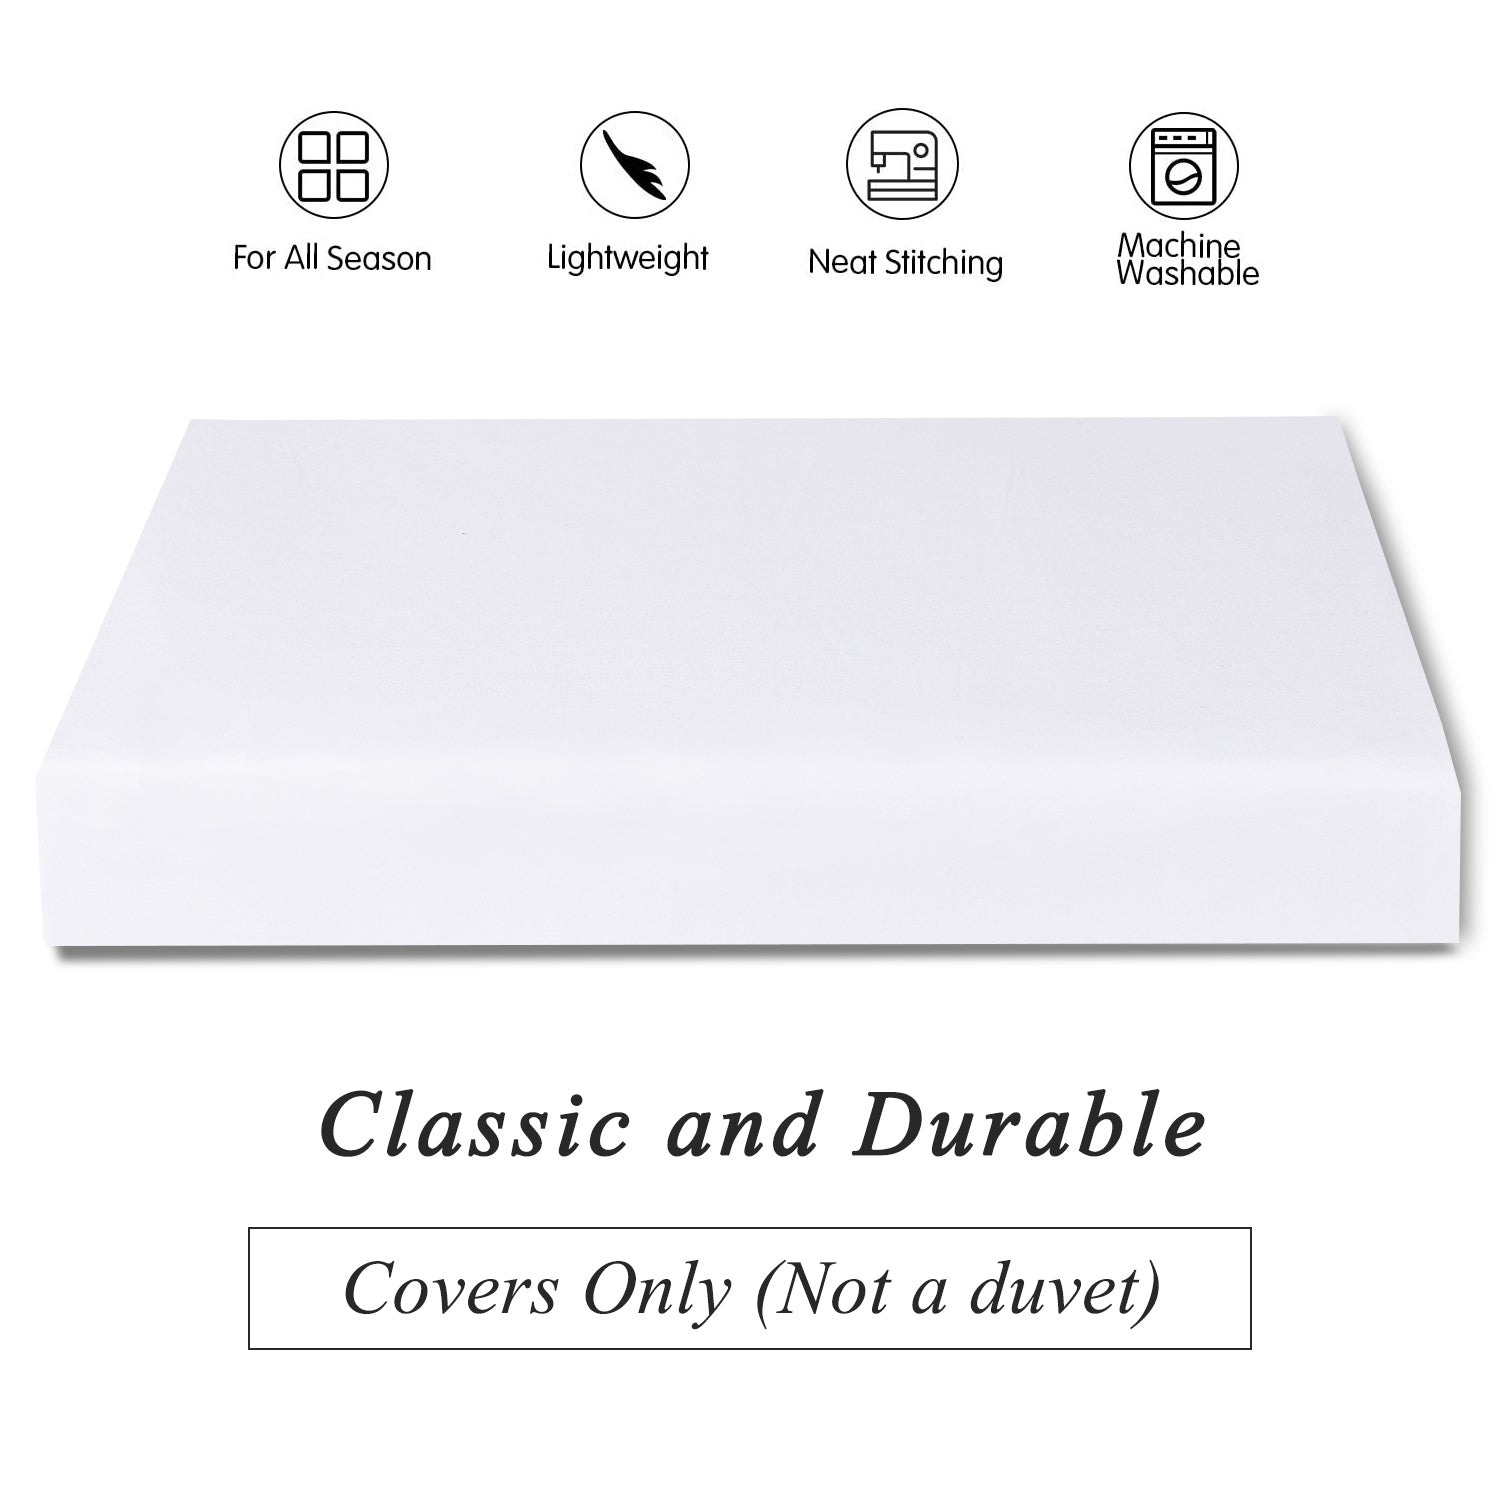 For All Season
Lightweight
Neat Stitching
Machine
Washable
Classic and Durable
Covers Only (Not a duvet)